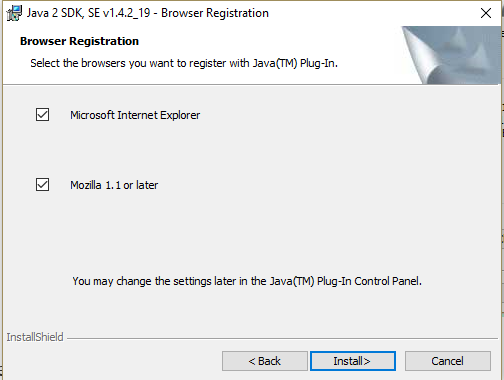 Java 2 SDK, SE v1.4.2_19 - Browser Registration
Browser Registration
Select the browsers you want to register with Java(TM) Plug-In.
Microsoft Internet Explorer
Mozilla 1.1 or later
You may change the settings later in the Java(TM) Plug-In Control Panel.
InstallShield
< Back Install> Cancel